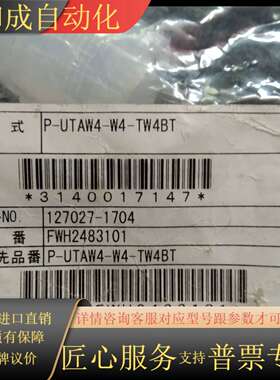 印成自动化
式 P-UTAW4-W4-TW4BT
*3140017147*
-NO. 127027-1704
番 FWH2483101
先品番 P-UTAW4-W4-TW4BT
进口直销 详情咨询客服对应型号跟参数才可
有保障
牌议价 匠心服务 支持 普票专